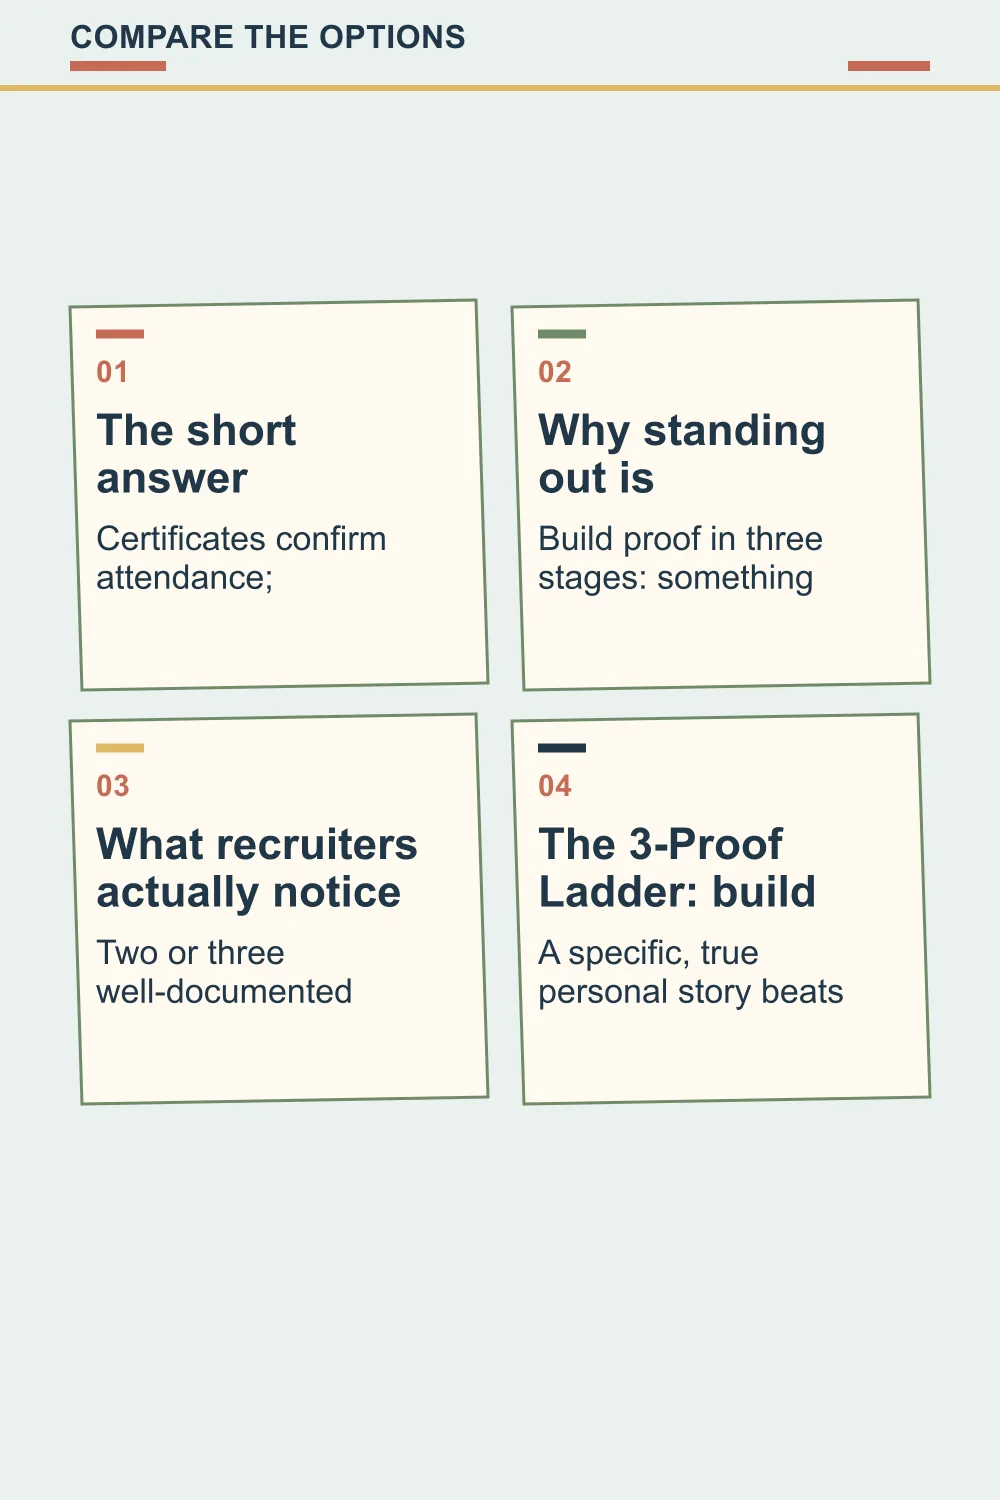 COMPARE THE OPTIONS
01
The short
answer
Certificates confirm
attendance;
02
Why standing
out is
Build proof in three
stages: something
03
What recruiters
actually notice
Two or three
well-documented
04
The 3-Proof
Ladder: build
A specific, true
personal story beats